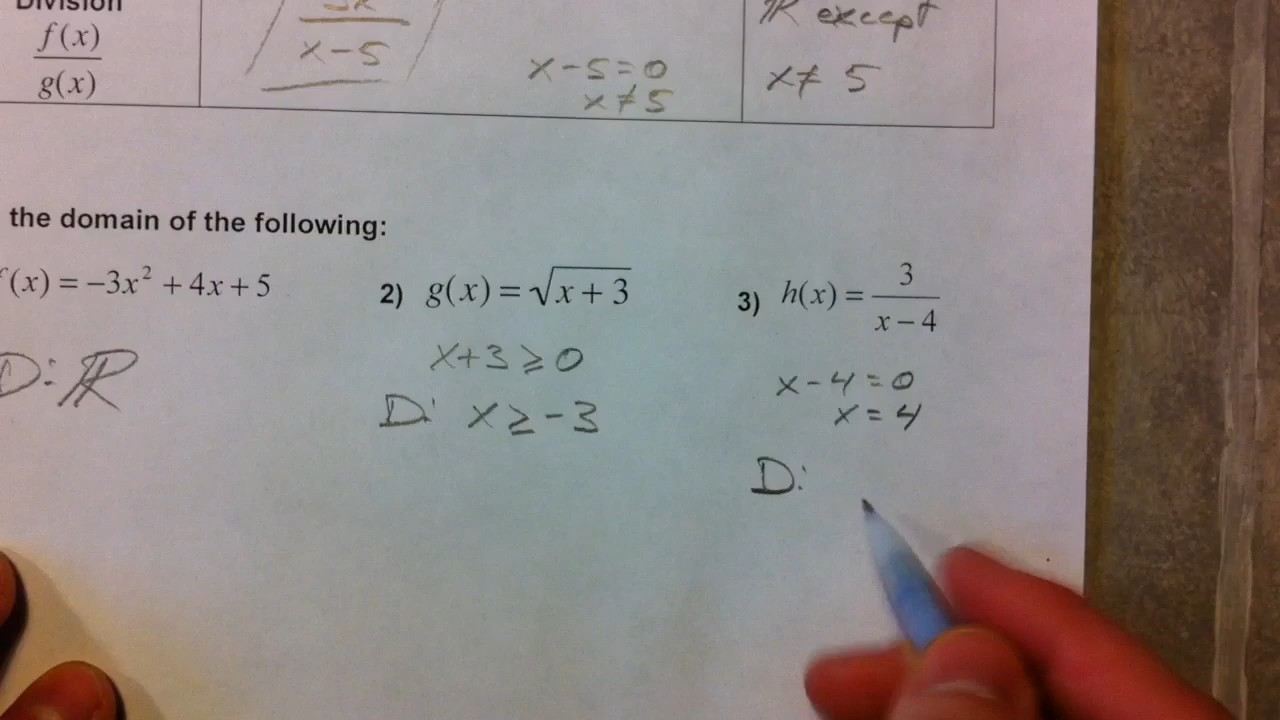 Division
f(x)
g(x)
x-5
x-5=0
x≠5
ℝ except
x≠ 5
the domain of the following:
(x) = −3x² + 4x + 5
D: ℝ
2) g(x) = √x + 3
x+3 ≥ 0
D: x ≥ -3
3) h(x) = 3
x − 4
x-4=0
x=4
D: